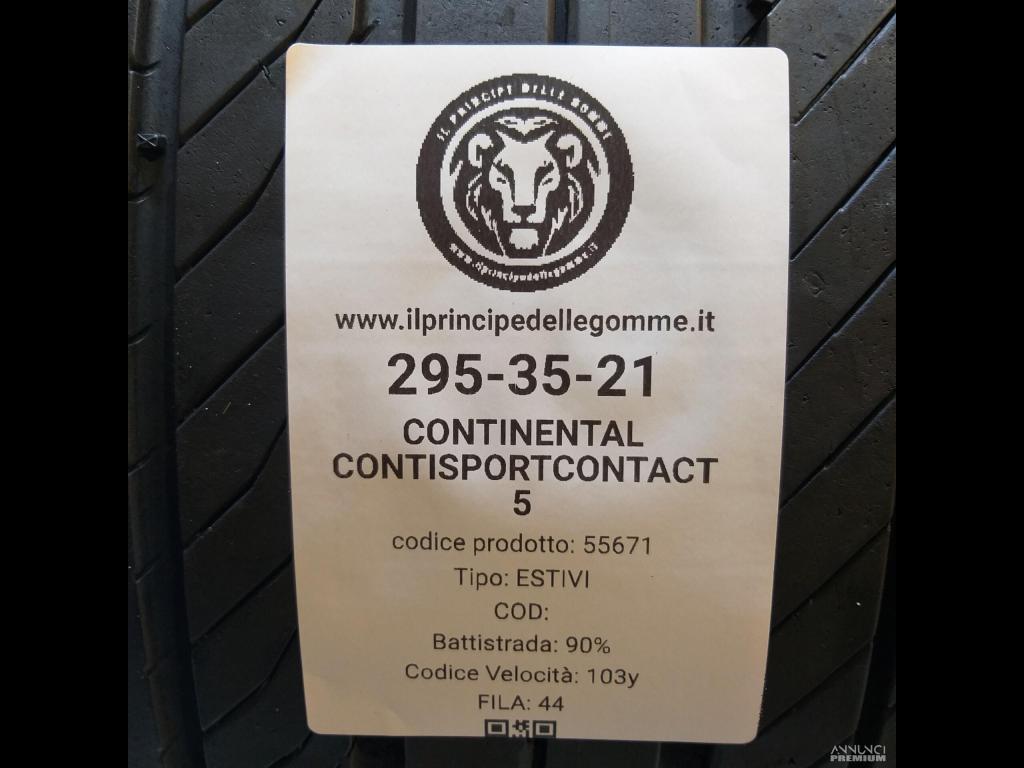 IL PRINCIPE DELLE GOMME
www.ilprincipedellegomme.it
www.ilprincipedellegomme.it
295-35-21
CONTINENTAL
CONTISPORTCONTACT
5
codice prodotto: 55671
Tipo: ESTIVI
COD:
Battistrada: 90%
Codice Velocità: 103y
FILA: 44
ANNUNCI
PREMIUM